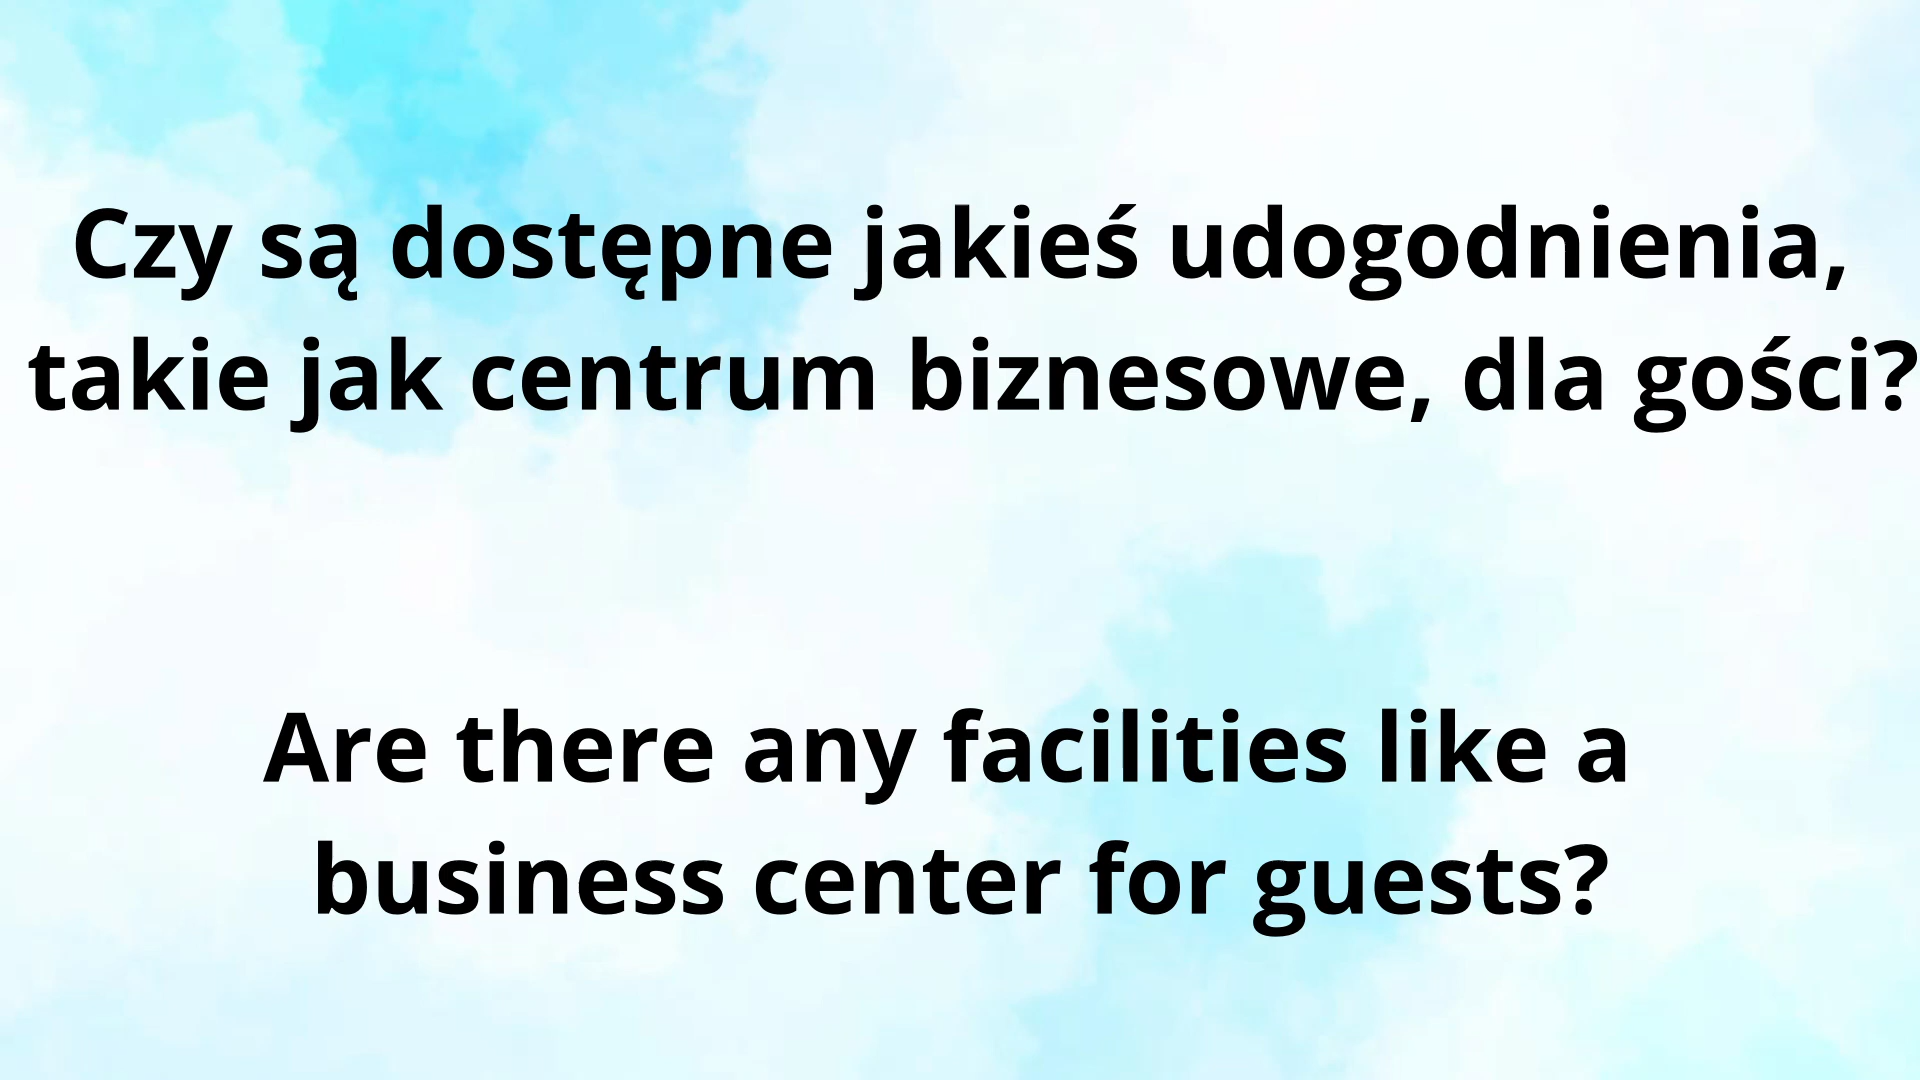 Czy są dostępne jakieś udogodnienia,
takie jak centrum biznesowe, dla gości?
Are there any facilities like a
business center for guests?